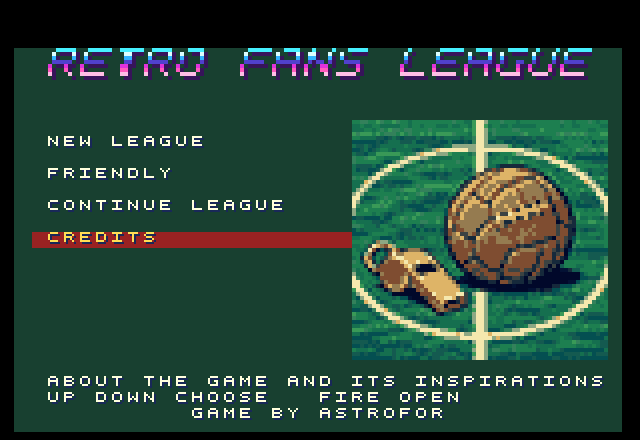 RETRO FANS LEAGUE
NEW LEAGUE
FRIENDLY
CONTINUE LEAGUE
CREDITS
ABOUT THE GAME AND ITS INSPIRATIONS
UP DOWN CHOOSE   FIRE OPEN
GAME BY ASTROFOR